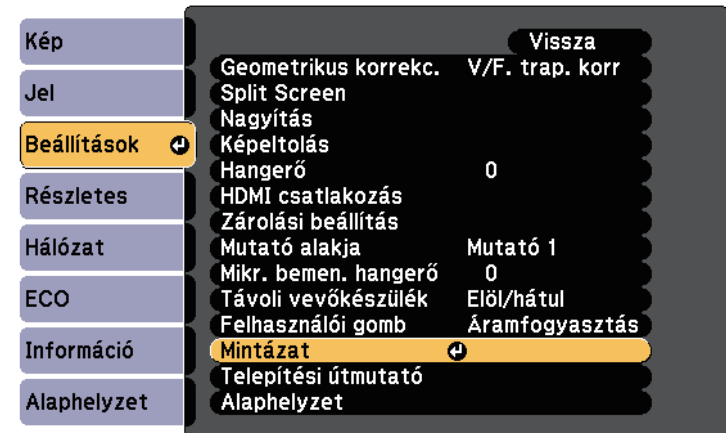 Kép
Jel
Beállítások
Részletes
Hálózat
ECO
Információ
Alaphelyzet
Vissza
Geometrikus korrekc. V/F. trap. korr
Split Screen
Nagyítás
Képeltolás
Hangerő 0
HDMI csatlakozás
Zárolási beállítás
Mutató alakja Mutató 1
Mikr. bemen. hangerő 0
Távoli vevőkészülék Elöl/hátul
Felhasználói gomb Áramfogyasztás
Mintázat
Telepítési útmutató
Alaphelyzet